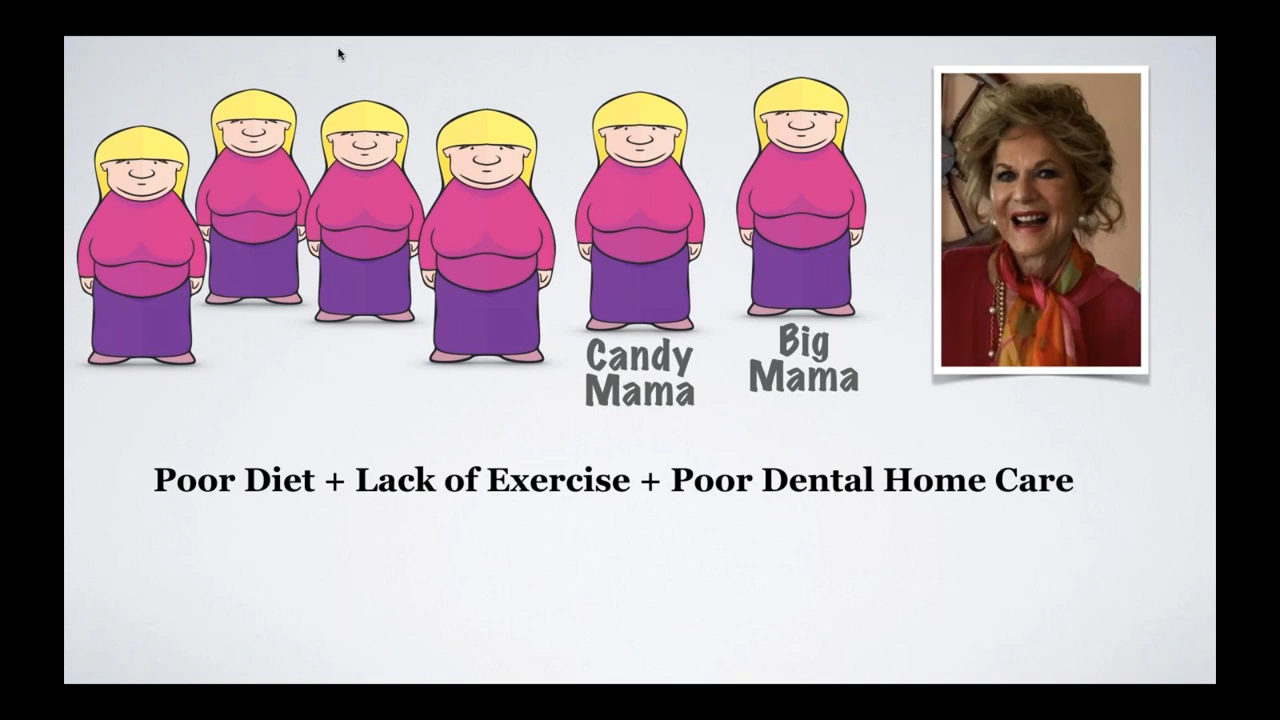 Candy
Mama
Big
Mama
Poor Diet + Lack of Exercise + Poor Dental Home Care